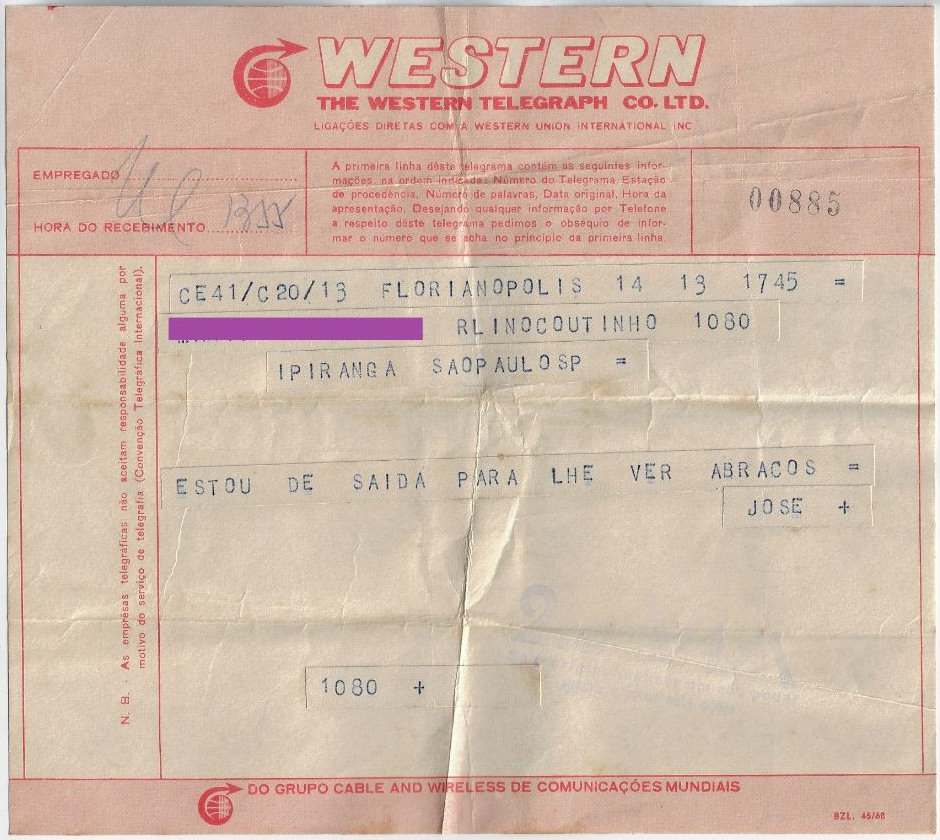 WESTERN
THE WESTERN TELEGRAPH CO. LTD.
LIGAÇÕES DIRETAS COM A WESTERN UNION INTERNATIONAL INC
EMPREGADO
HORA DO RECEBIMENTO
A primeira linha dêste telegrama contém as seguintes infor-
mações, na ordem indicada: Número do Telegrama, Estação
de procedência, Número de palavras, Data original, Hora da
apresentação. Desejando qualquer informação por Telefone
a respeito dêste telegrama pedimos o obséquio de infor-
mar o número que se acha no princípio da primeira linha.
00885
CE41/C20/13 FLORIANOPOLIS 14 13 1745 =
RLINOCOUTINHO 1080
IPIRANGA SAOPAULOSP =
ESTOU DE SAIDA PARA LHE VER ABRACOS =
JOSE +
1080 +
N. B. - As emprêsas telegráficas não aceitam responsabilidade alguma por
motivo do serviço de telegrafia (Convenção Telegráfica Internacional).
DO GRUPO CABLE AND WIRELESS DE COMUNICAÇÕES MUNDIAIS
BZL. 46/68